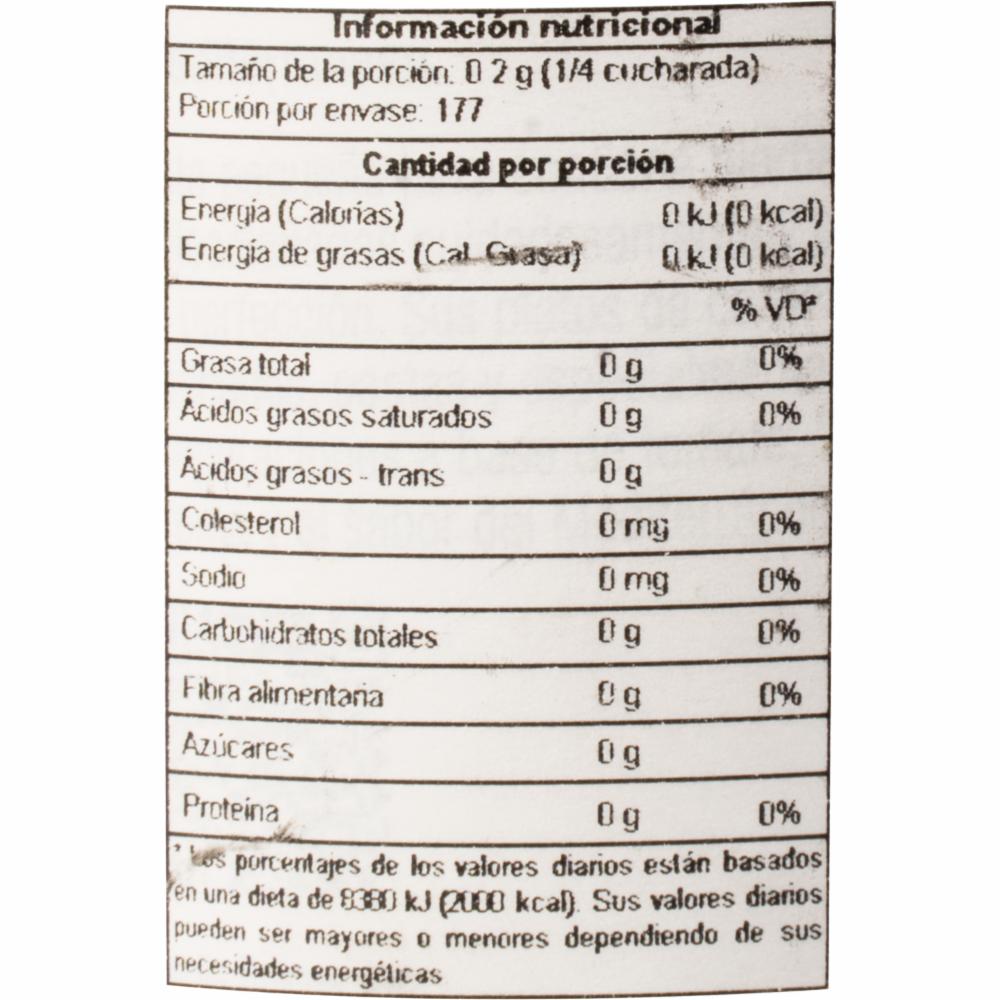 Información nutricional
Tamaño de la porción: 0 2 g (1/4 cucharada)
Porción por envase: 177
Cantidad por porción
Energía (Calorías) 0 kJ (0 kcal)
Energía de grasas (Cal. Grasa) 0 kJ (0 kcal)
% VD*
Grasa total 0 g 0%
Ácidos grasos saturados 0 g 0%
Ácidos grasos - trans 0 g
Colesterol 0 mg 0%
Sodio 0 mg 0%
Carbohidratos totales 0 g 0%
Fibra alimentaria 0 g 0%
Azúcares 0 g
Proteína 0 g 0%
* Los porcentajes de los valores diarios están basados
en una dieta de 8380 kJ (2000 kcal). Sus valores diarios
pueden ser mayores o menores dependiendo de sus
necesidades energéticas